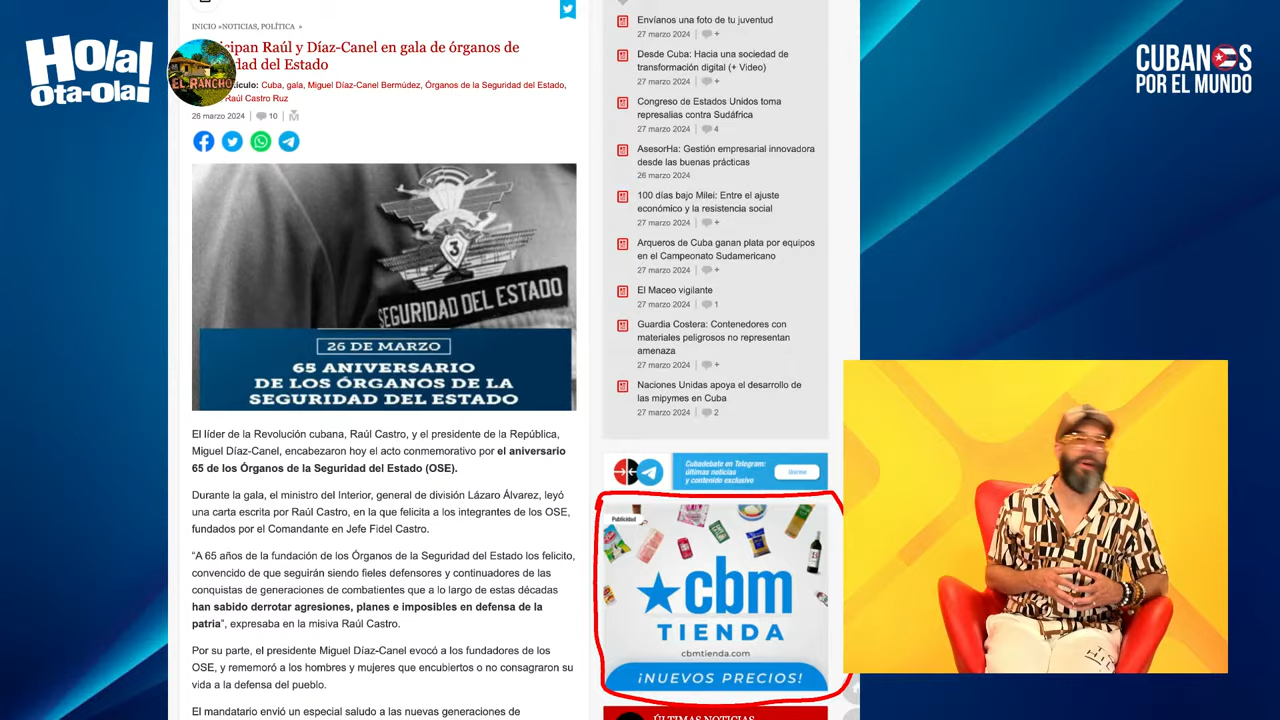 Hola!
Ota-Ola!
EL RANCHO
CUBANOS
POR EL MUNDO
INICIO »NOTICIAS, POLÍTICA »
cipan Raúl y Díaz-Canel en gala de órganos de
dad del Estado
ículo: Cuba, gala, Miguel Díaz-Canel Bermúdez, Órganos de la Seguridad del Estado,
Raúl Castro Ruz
26 marzo 2024 | 10 |
SEGURIDAD DEL ESTADO
3
26 DE MARZO
65 ANIVERSARIO
DE LOS ÓRGANOS DE LA
SEGURIDAD DEL ESTADO
El líder de la Revolución cubana, Raúl Castro, y el presidente de la República,
Miguel Díaz-Canel, encabezaron hoy el acto conmemorativo por el aniversario
65 de los Órganos de la Seguridad del Estado (OSE).
Durante la gala, el ministro del Interior, general de división Lázaro Álvarez, leyó
una carta escrita por Raúl Castro, en la que felicita a los integrantes de los OSE,
fundados por el Comandante en Jefe Fidel Castro.
“A 65 años de la fundación de los Órganos de la Seguridad del Estado los felicito,
convencido de que seguirán siendo fieles defensores y continuadores de las
conquistas de generaciones de combatientes que a lo largo de estas décadas
han sabido derrotar agresiones, planes e imposibles en defensa de la
patria”, expresaba en la misiva Raúl Castro.
Por su parte, el presidente Miguel Díaz-Canel evocó a los fundadores de los
OSE, y rememoró a los hombres y mujeres que encubiertos o no consagraron su
vida a la defensa del pueblo.
El mandatario envió un especial saludo a las nuevas generaciones de
Envíanos una foto de tu juventud
27 marzo 2024 | +
Desde Cuba: Hacia una sociedad de
transformación digital (+ Video)
27 marzo 2024 | +
Congreso de Estados Unidos toma
represalias contra Sudáfrica
27 marzo 2024 | 4
AsesorHa: Gestión empresarial innovadora
desde las buenas prácticas
26 marzo 2024
100 días bajo Milei: Entre el ajuste
económico y la resistencia social
27 marzo 2024 | +
Arqueros de Cuba ganan plata por equipos
en el Campeonato Sudamericano
27 marzo 2024 | +
El Maceo vigilante
27 marzo 2024 | 1
Guardia Costera: Contenedores con
materiales peligrosos no representan
amenaza
27 marzo 2024 | +
Naciones Unidas apoya el desarrollo de
las mipymes en Cuba
27 marzo 2024 | 2
Cubadebate en Telegram:
últimas noticias
y contenido exclusivo
Unirme
Publicidad
cbm
TIENDA
cbmtienda.com
¡NUEVOS PRECIOS!
ÚLTIMAS NOTICIAS